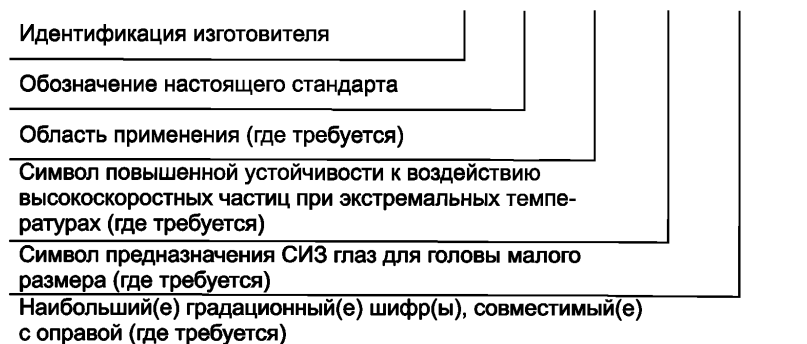 Идентификация изготовителя
Обозначение настоящего стандарта
Область применения (где требуется)
Символ повышенной устойчивости к воздействию
высокоскоростных частиц при экстремальных темпе-
ратурах (где требуется)
Символ предназначения СИЗ глаз для головы малого
размера (где требуется)
Наибольший(е) градационный(е) шифр(ы), совместимый(е)
с оправой (где требуется)